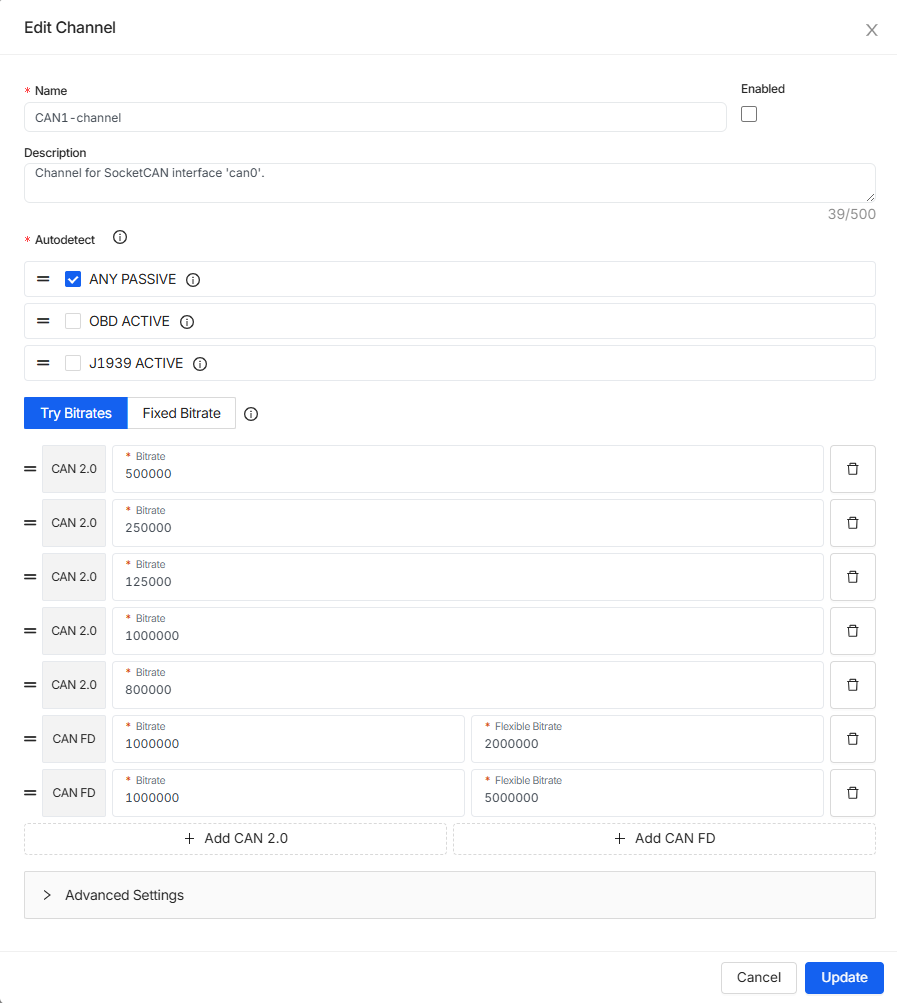 Edit Channel
* Name
Enabled
CAN1-channel
Description
Channel for SocketCAN interface 'can0'.
39/500
* Autodetect
ANY PASSIVE
OBD ACTIVE
J1939 ACTIVE
Try Bitrates Fixed Bitrate
CAN 2.0 * Bitrate
500000
CAN 2.0 * Bitrate
250000
CAN 2.0 * Bitrate
125000
CAN 2.0 * Bitrate
1000000
CAN 2.0 * Bitrate
800000
CAN FD * Bitrate * Flexible Bitrate
1000000 2000000
CAN FD * Bitrate * Flexible Bitrate
1000000 5000000
+ Add CAN 2.0 + Add CAN FD
> Advanced Settings
Cancel Update